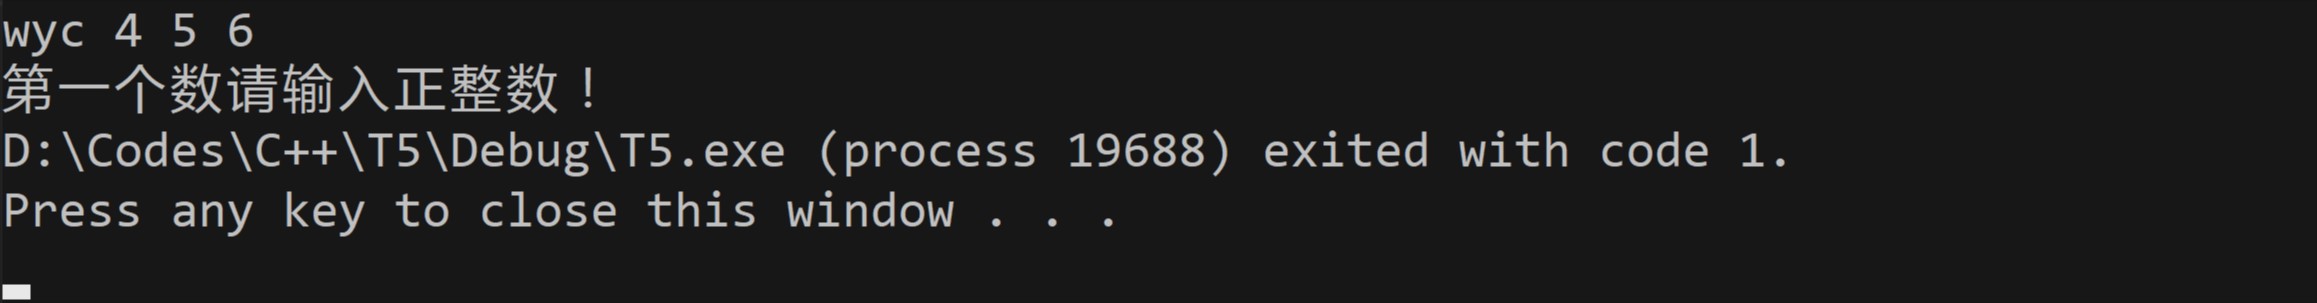 wyc 4 5 6
第一个数请输入正整数！
D:\Codes\C++\T5\Debug\T5.exe (process 19688) exited with code 1.
Press any key to close this window . . .